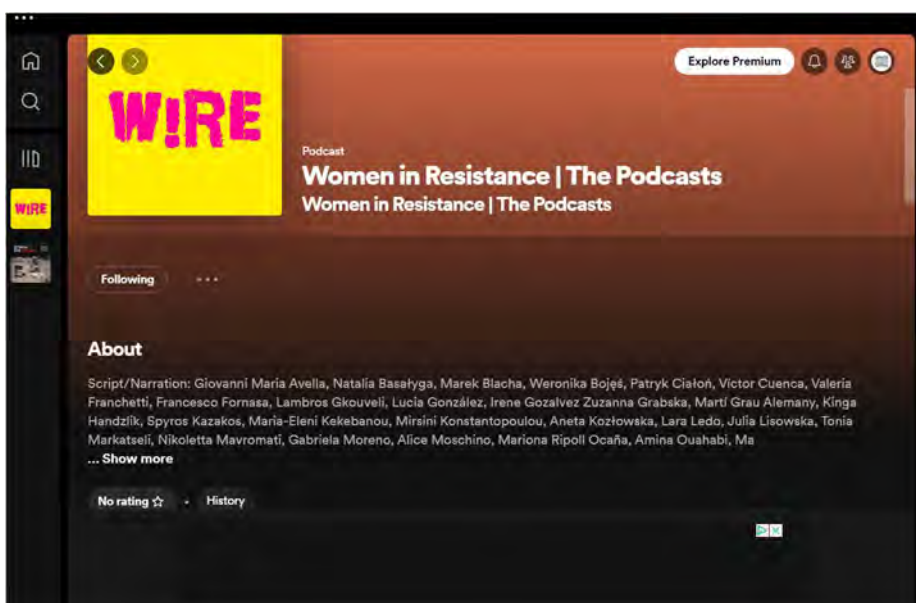 W!RE
Explore Premium
Podcast
Women in Resistance | The Podcasts
Women in Resistance | The Podcasts
WIRE
Following
About
Script/Narration: Giovanni Maria Avella, Natalia Basałyga, Marek Blacha, Weronika Bojęś, Patryk Ciałoń, Víctor Cuenca, Valeria
Franchetti, Francesco Fornasa, Lambros Gkouveli, Lucia González, Irene Gozalvez Zuzanna Grabska, Martí Grau Alemany, Kinga
Handzlik, Spyros Kazakos, Maria-Eleni Kekebanou, Mirsini Konstantopoulou, Aneta Kozłowska, Lara Ledo, Julia Lisowska, Tonia
Markatseli, Nikoletta Mavromati, Gabriela Moreno, Alice Moschino, Mariona Ripoll Ocaña, Amina Ouahabi, Ma
... Show more
No rating
History